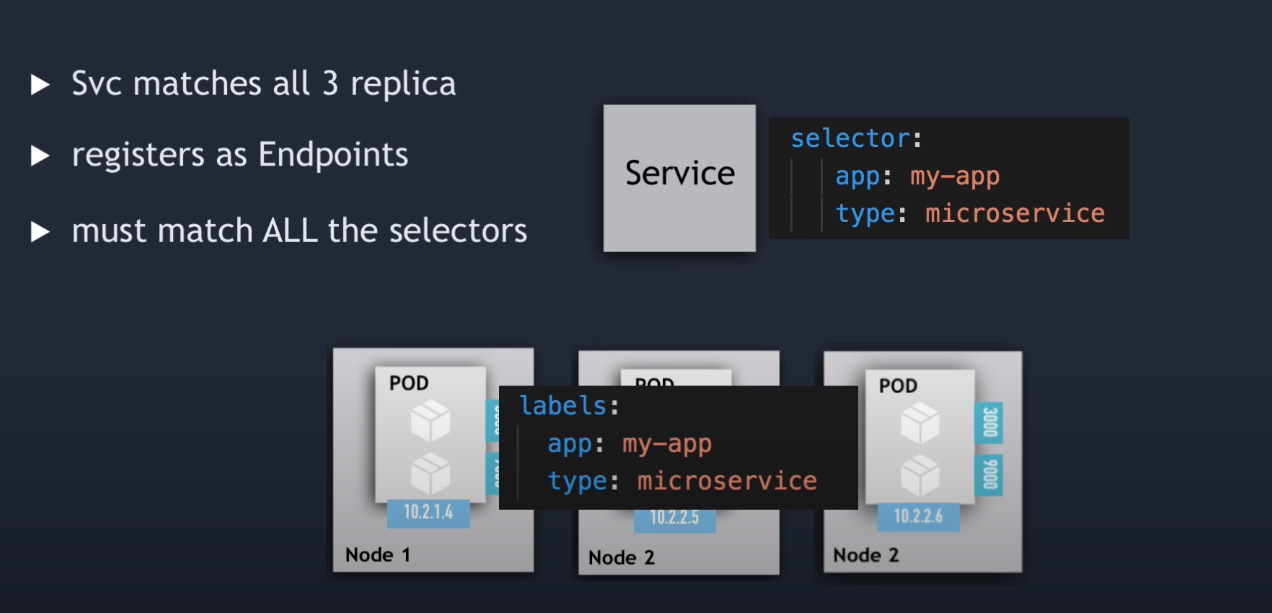 Svc matches all 3 replica
registers as Endpoints
must match ALL the selectors
Service
selector:
app: my-app
type: microservice
POD
10.2.1.4
Node 1
POD
labels:
app: my-app
type: microservice
10.2.2.5
Node 2
POD
3000
9000
10.2.2.6
Node 2